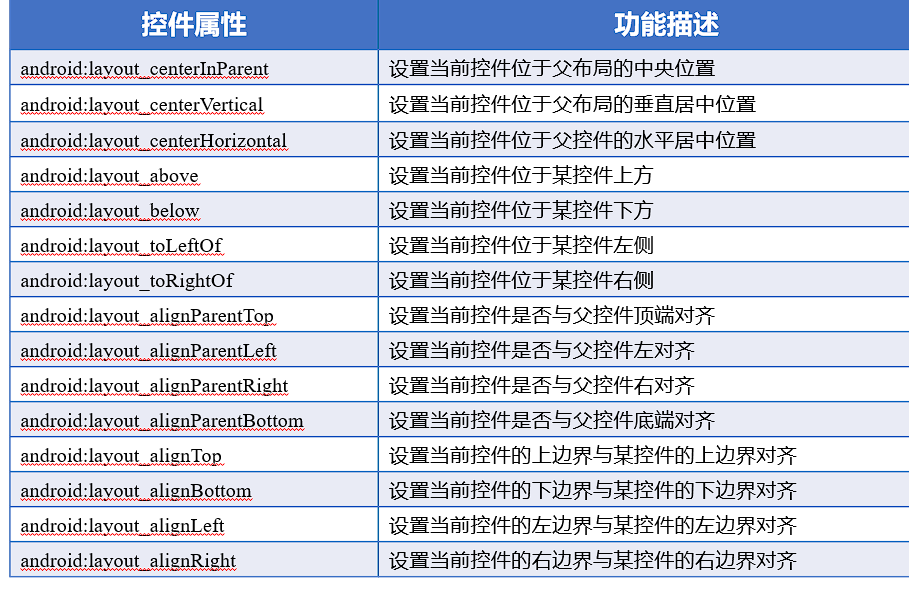 控件属性 功能描述
android:layout_centerInParent 设置当前控件位于父布局的中央位置
android:layout_centerVertical 设置当前控件位于父布局的垂直居中位置
android:layout_centerHorizontal 设置当前控件位于父控件的水平居中位置
android:layout_above 设置当前控件位于某控件上方
android:layout_below 设置当前控件位于某控件下方
android:layout_toLeftOf 设置当前控件位于某控件左侧
android:layout_toRightOf 设置当前控件位于某控件右侧
android:layout_alignParentTop 设置当前控件是否与父控件顶端对齐
android:layout_alignParentLeft 设置当前控件是否与父控件左对齐
android:layout_alignParentRight 设置当前控件是否与父控件右对齐
android:layout_alignParentBottom 设置当前控件是否与父控件底端对齐
android:layout_alignTop 设置当前控件的上边界与某控件的上边界对齐
android:layout_alignBottom 设置当前控件的下边界与某控件的下边界对齐
android:layout_alignLeft 设置当前控件的左边界与某控件的左边界对齐
android:layout_alignRight 设置当前控件的右边界与某控件的右边界对齐